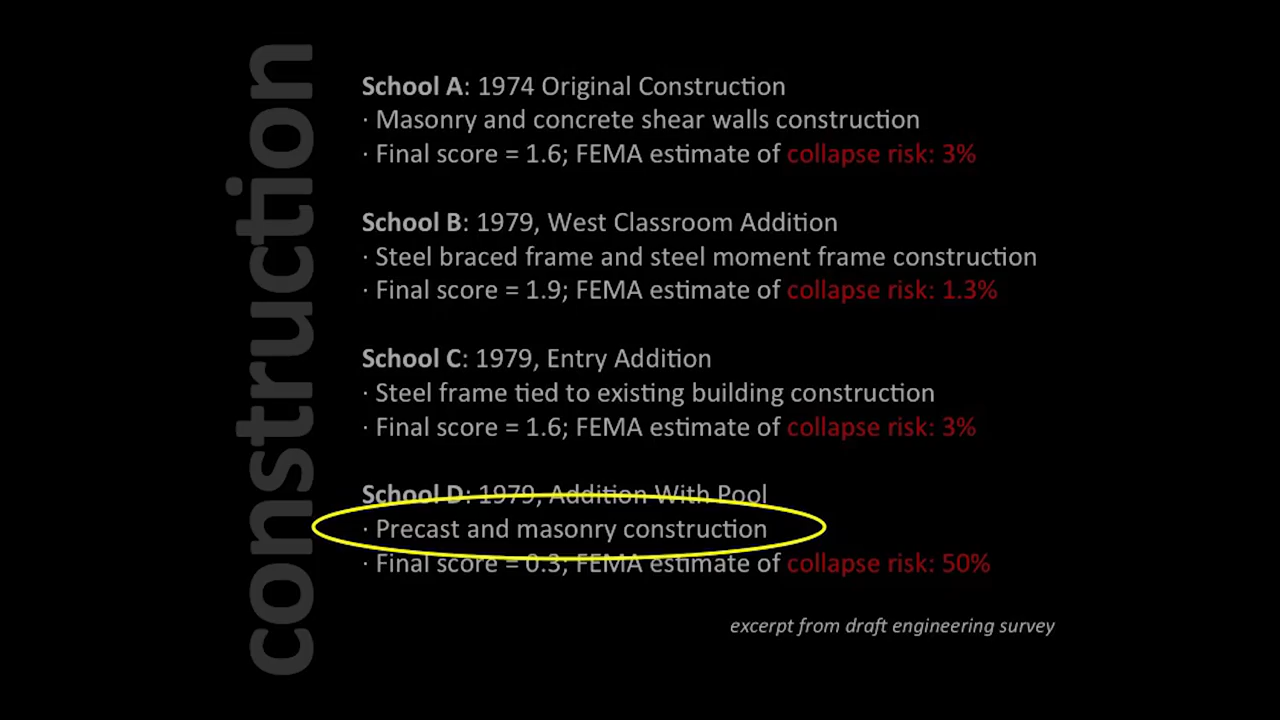 construction
School A: 1974 Original Construction
· Masonry and concrete shear walls construction
· Final score = 1.6; FEMA estimate of collapse risk: 3%
School B: 1979, West Classroom Addition
· Steel braced frame and steel moment frame construction
· Final score = 1.9; FEMA estimate of collapse risk: 1.3%
School C: 1979, Entry Addition
· Steel frame tied to existing building construction
· Final score = 1.6; FEMA estimate of collapse risk: 3%
School D: 1979, Addition With Pool
· Precast and masonry construction
· Final score = 0.3; FEMA estimate of collapse risk: 50%
excerpt from draft engineering survey